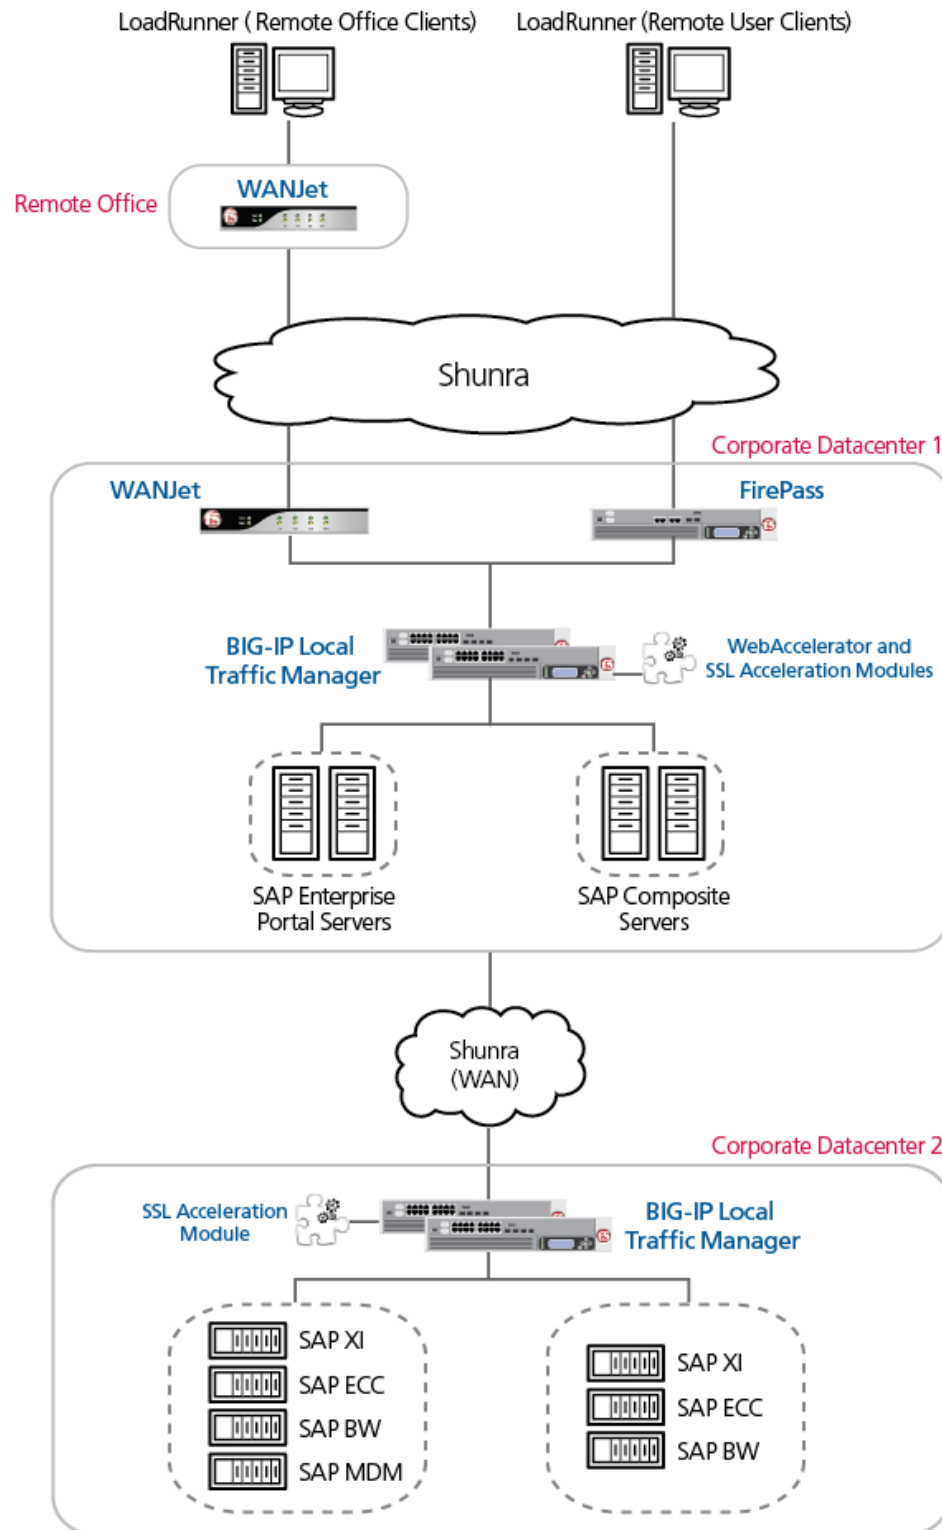 LoadRunner ( Remote Office Clients)
LoadRunner (Remote User Clients)
WANJet
Remote Office
Shunra
Corporate Datacenter 1
WANJet
FirePass
BIG-IP Local
Traffic Manager
WebAccelerator and
SSL Acceleration Modules
SAP Enterprise
Portal Servers
SAP Composite
Servers
Shunra
(WAN)
Corporate Datacenter 2
SSL Acceleration
Module
BIG-IP Local
Traffic Manager
SAP XI
SAP ECC
SAP BW
SAP MDM
SAP XI
SAP ECC
SAP BW